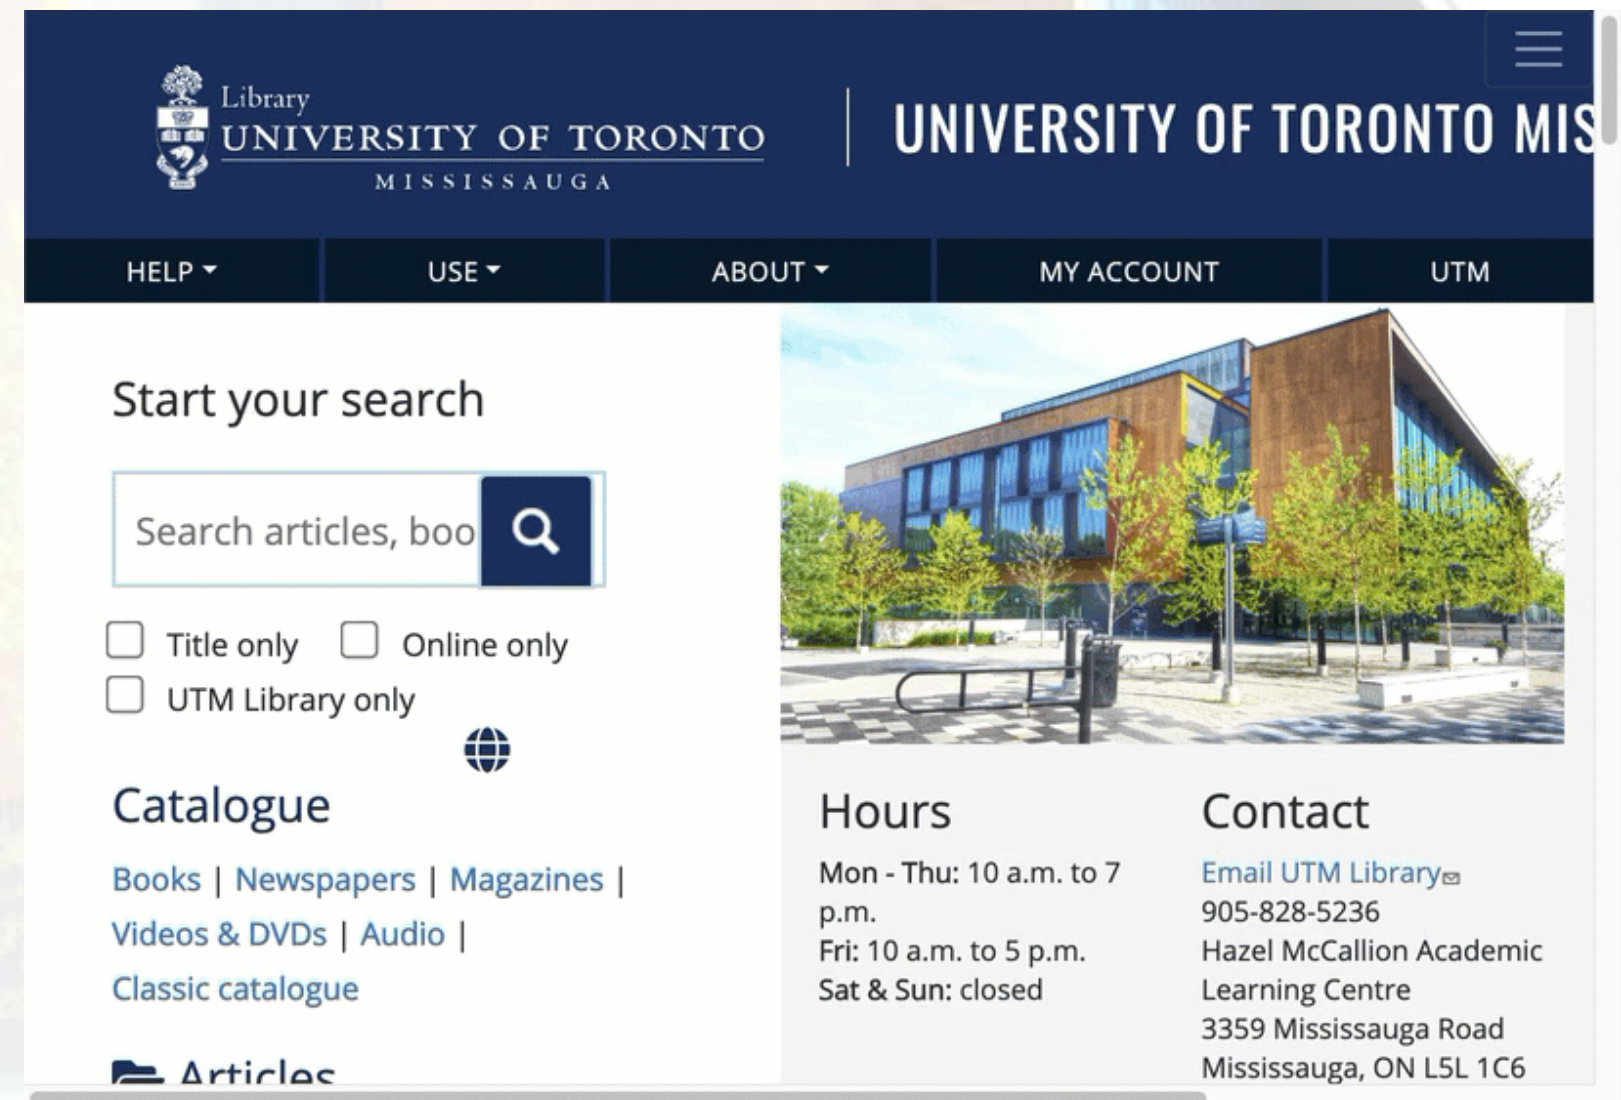 Library
UNIVERSITY OF TORONTO
MISSISSAUGA
UNIVERSITY OF TORONTO MIS
HELP
USE
ABOUT
MY ACCOUNT
UTM
Start your search
Search articles, boo
Title only
Online only
UTM Library only
Catalogue
Books | Newspapers | Magazines |
Videos & DVDs | Audio |
Classic catalogue
Articles
Hours
Mon - Thu: 10 a.m. to 7
p.m.
Fri: 10 a.m. to 5 p.m.
Sat & Sun: closed
Contact
Email UTM Library
905-828-5236
Hazel McCallion Academic
Learning Centre
3359 Mississauga Road
Mississauga, ON L5L 1C6